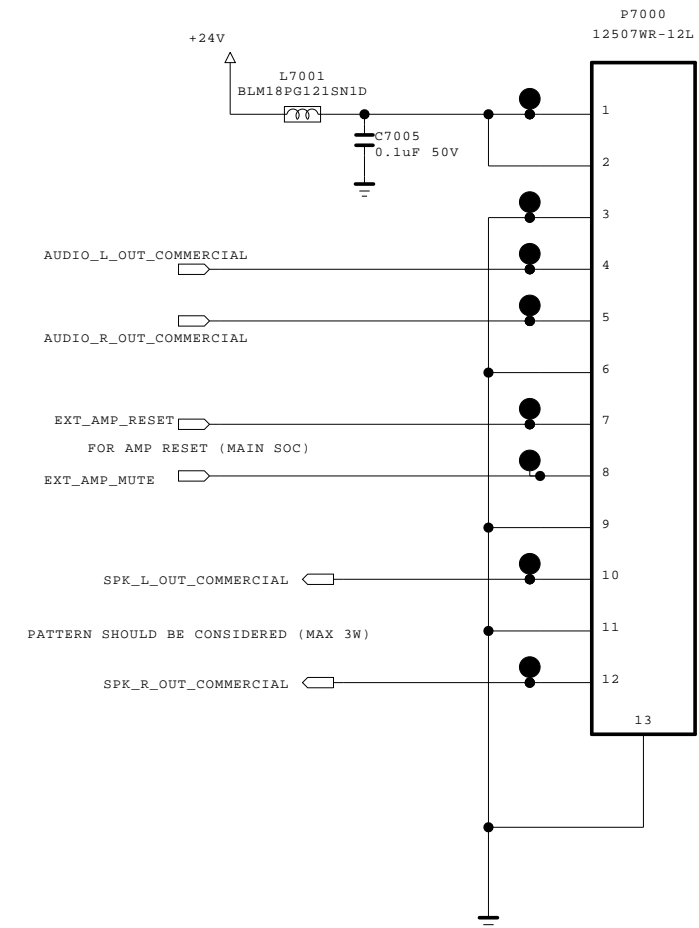 P7000
12507WR-12L
+24V
L7001
BLM18PG121SN1D
1
C7005
0.1uF 50V
2
3
AUDIO_L_OUT_COMMERCIAL
4
5
AUDIO_R_OUT_COMMERCIAL
6
EXT_AMP_RESET
7
FOR AMP RESET (MAIN SOC)
EXT_AMP_MUTE
8
9
SPK_L_OUT_COMMERCIAL
10
PATTERN SHOULD BE CONSIDERED (MAX 3W)
11
SPK_R_OUT_COMMERCIAL
12
13